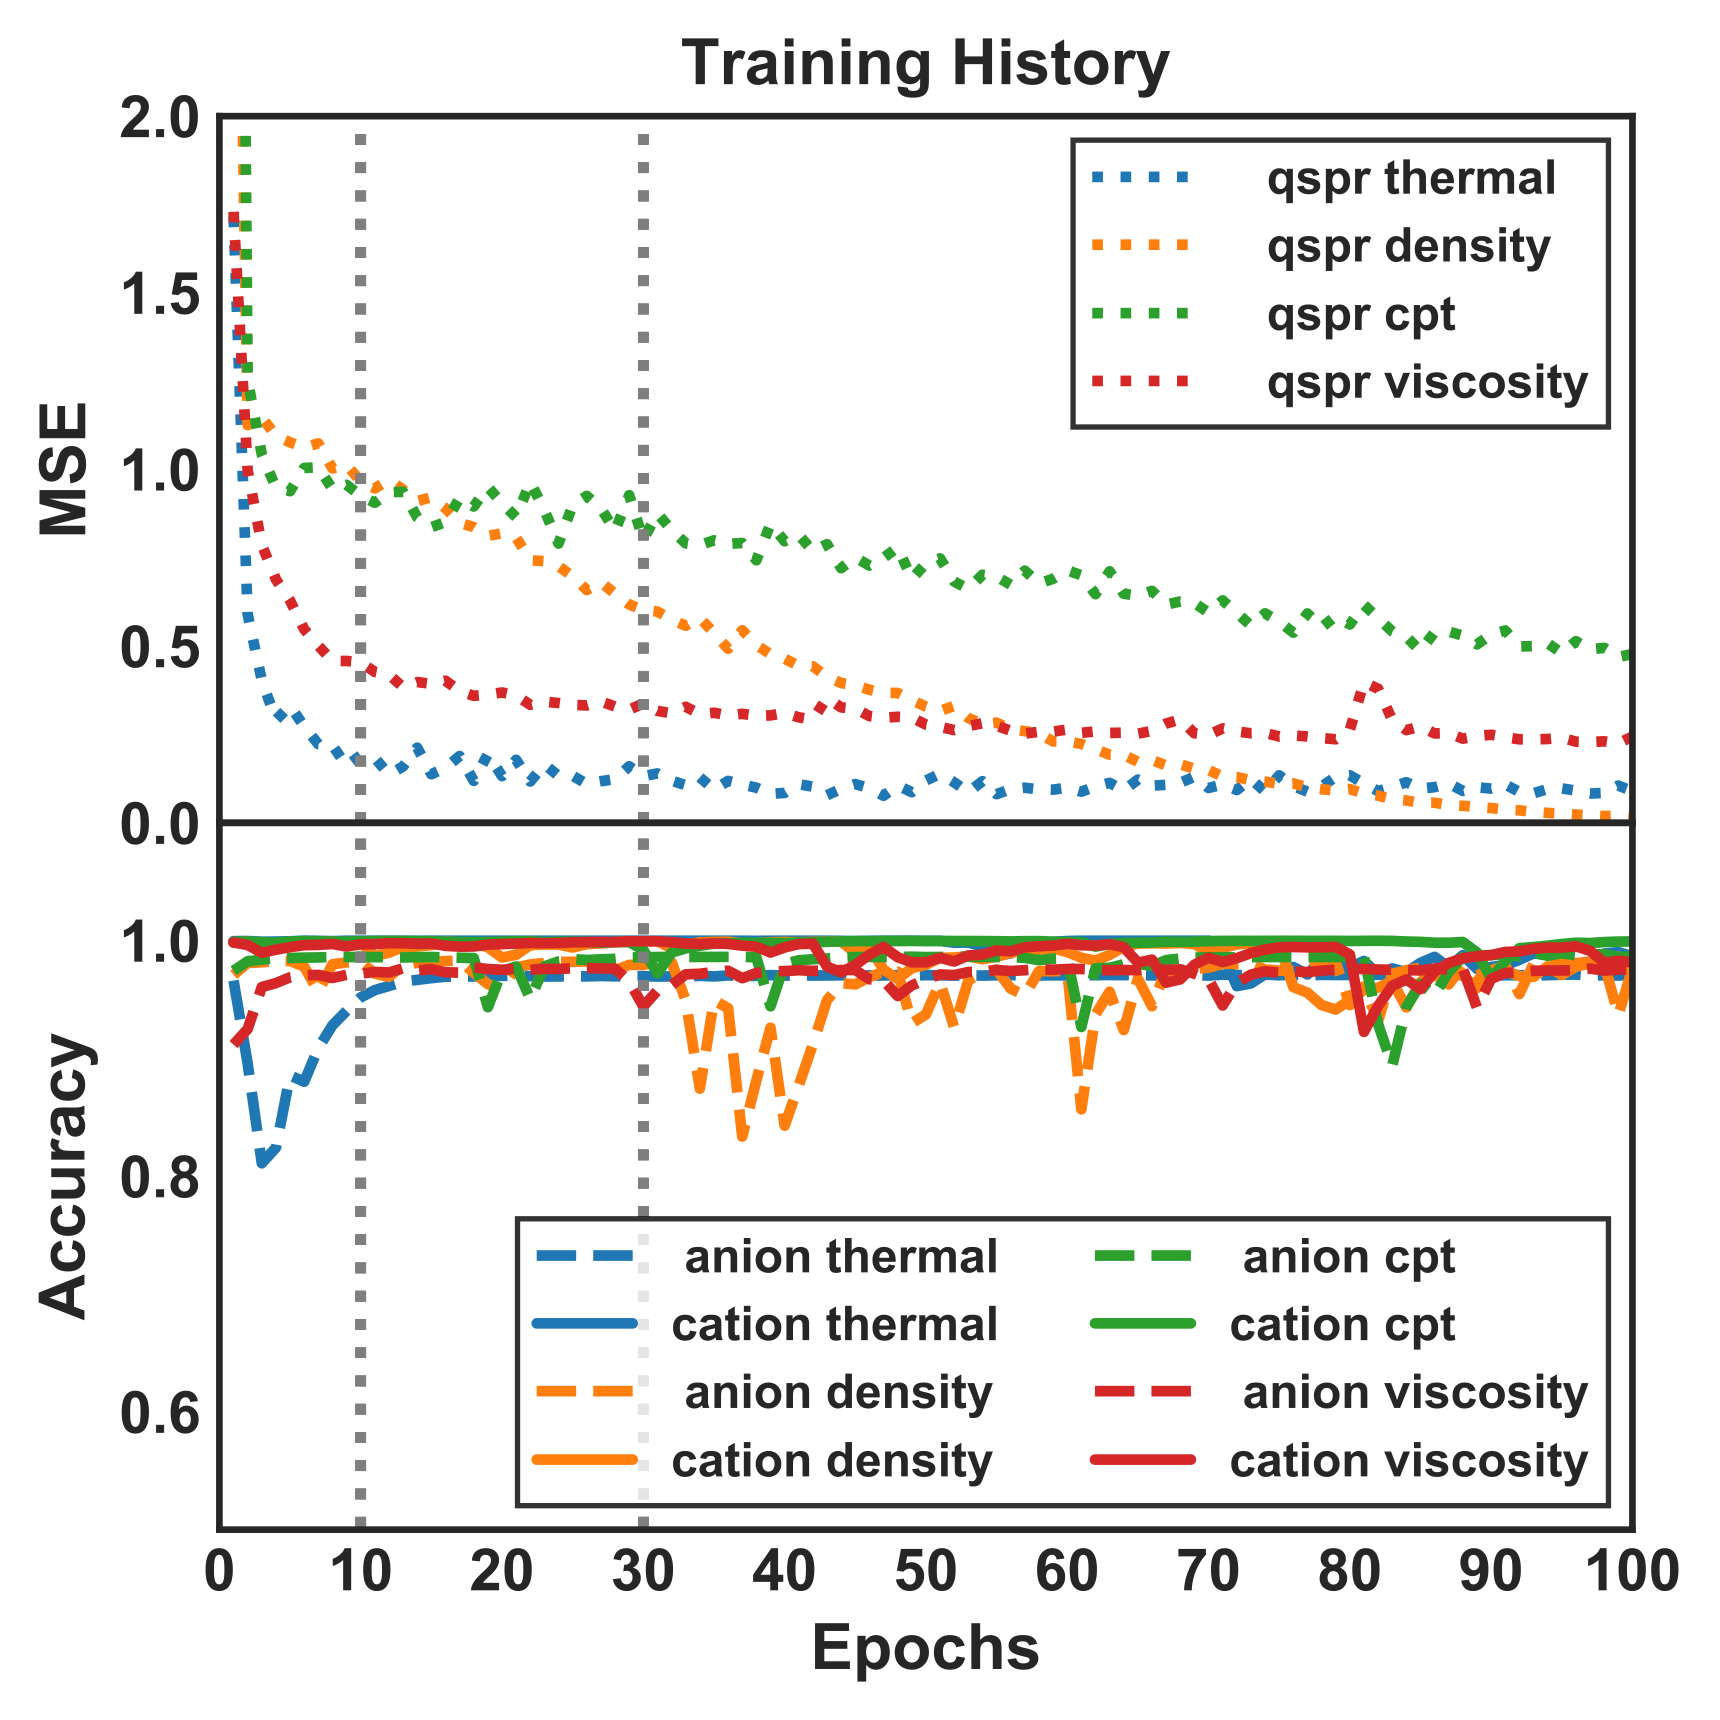 Training History
2.0
1.5
1.0
0.5
0.0
MSE
qspr thermal
qspr density
qspr cpt
qspr viscosity
1.0
0.8
0.6
Accuracy
anion thermal
cation thermal
anion density
cation density
anion cpt
cation cpt
anion viscosity
cation viscosity
0 10 20 30 40 50 60 70 80 90 100
Epochs